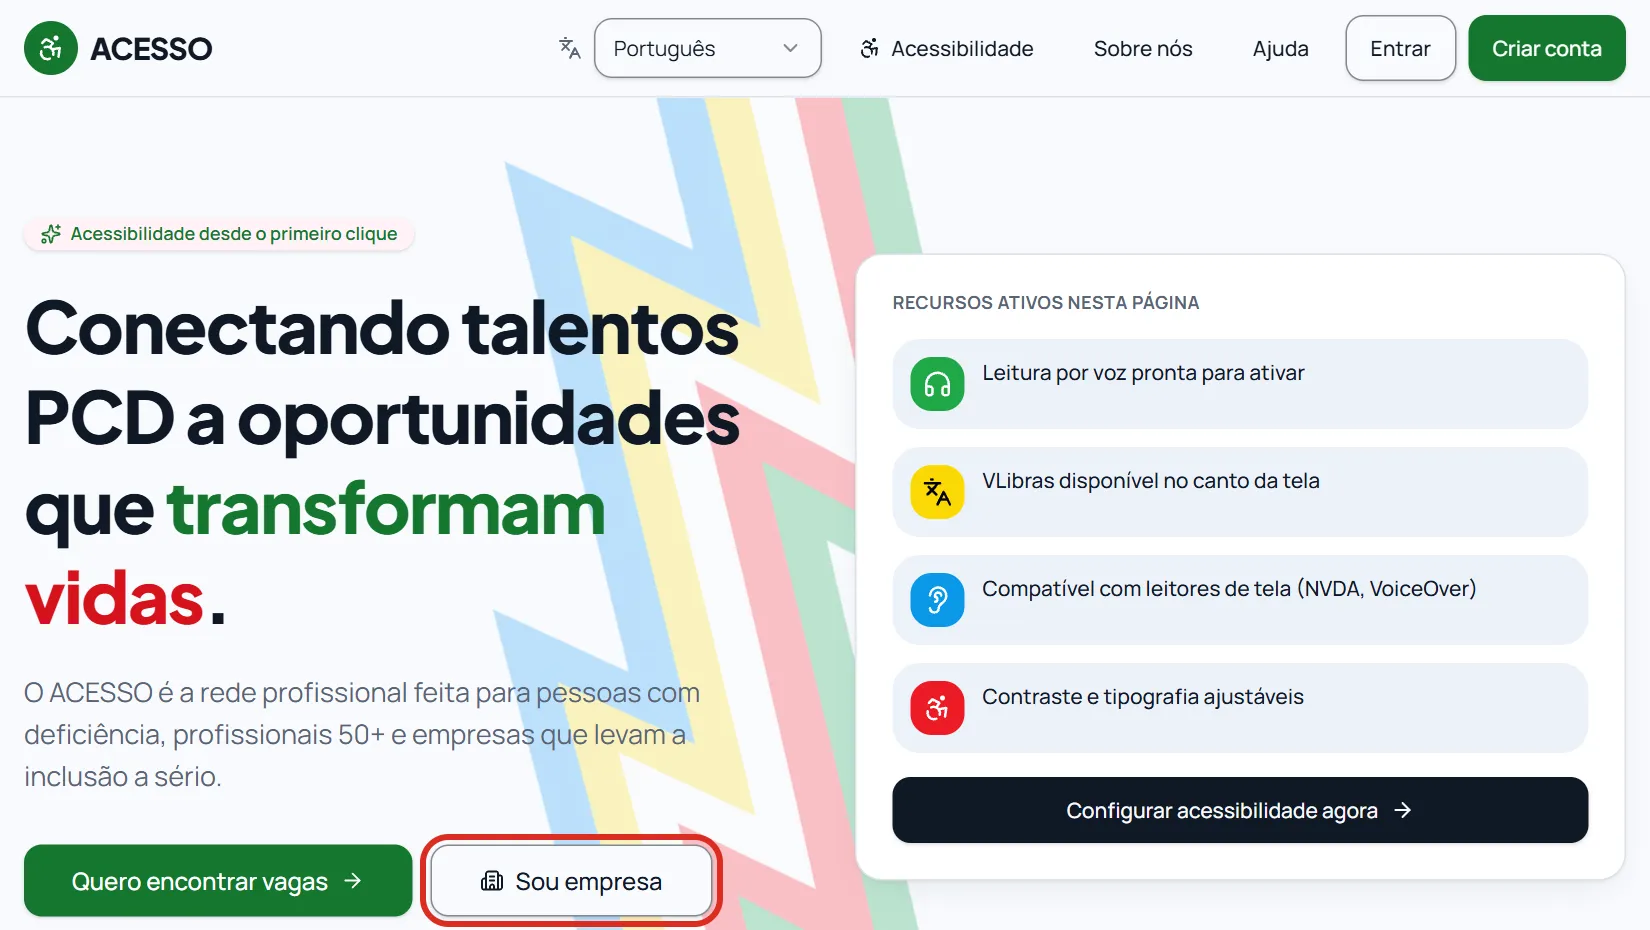 ACESSO
Português
Acessibilidade
Sobre nós
Ajuda
Entrar
Criar conta
Acessibilidade desde o primeiro clique
Conectando talentos
PCD a oportunidades
que transformam
vidas.
O ACESSO é a rede profissional feita para pessoas com
deficiência, profissionais 50+ e empresas que levam a
inclusão a sério.
Quero encontrar vagas
Sou empresa
RECURSOS ATIVOS NESTA PÁGINA
Leitura por voz pronta para ativar
VLibras disponível no canto da tela
Compatível com leitores de tela (NVDA, VoiceOver)
Contraste e tipografia ajustáveis
Configurar acessibilidade agora